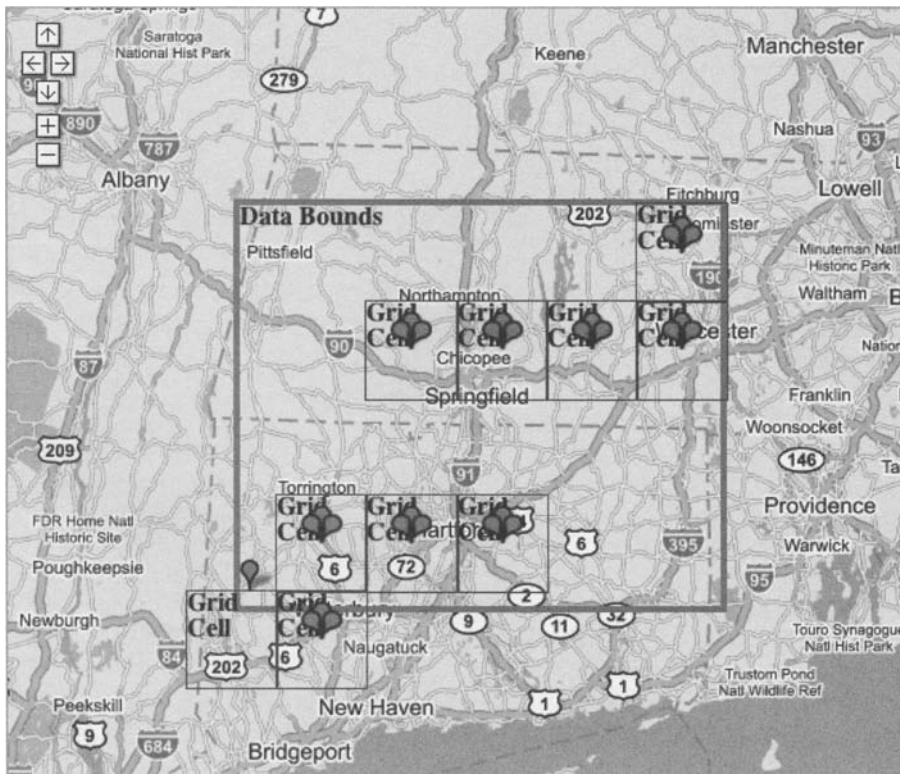 7
Saratoga
National Hist Park
279
Keene
Manchester
890
787
Nashua
93
Albany
Lowell
Fitchburg
202
Data Bounds
Grid
Cell
Pittsfield
Minuteman Natl
Historic Park
190
Waltham
Northampton
Grid
Cell
Grid
Cell
Grid
Cell
Grid
Cell
90
Chicopee
87
Springfield
Franklin
Woonsocket
209
91
146
Torrington
Grid
Cell
Grid
Cell
Grid
Cell
Providence
FDR Home Natl
Historic Site
6
72
6
395
Warwick
Poughkeepsie
95
2
Grid
Cell
Grid
Cell
Newburgh
9
11
32
Naugatuck
Touro Synagogue
Natl Hist Park
84
202
6
1
1
Trustom Pond
Natl Wildlife Ref
Peekskill
9
New Haven
684
Bridgeport